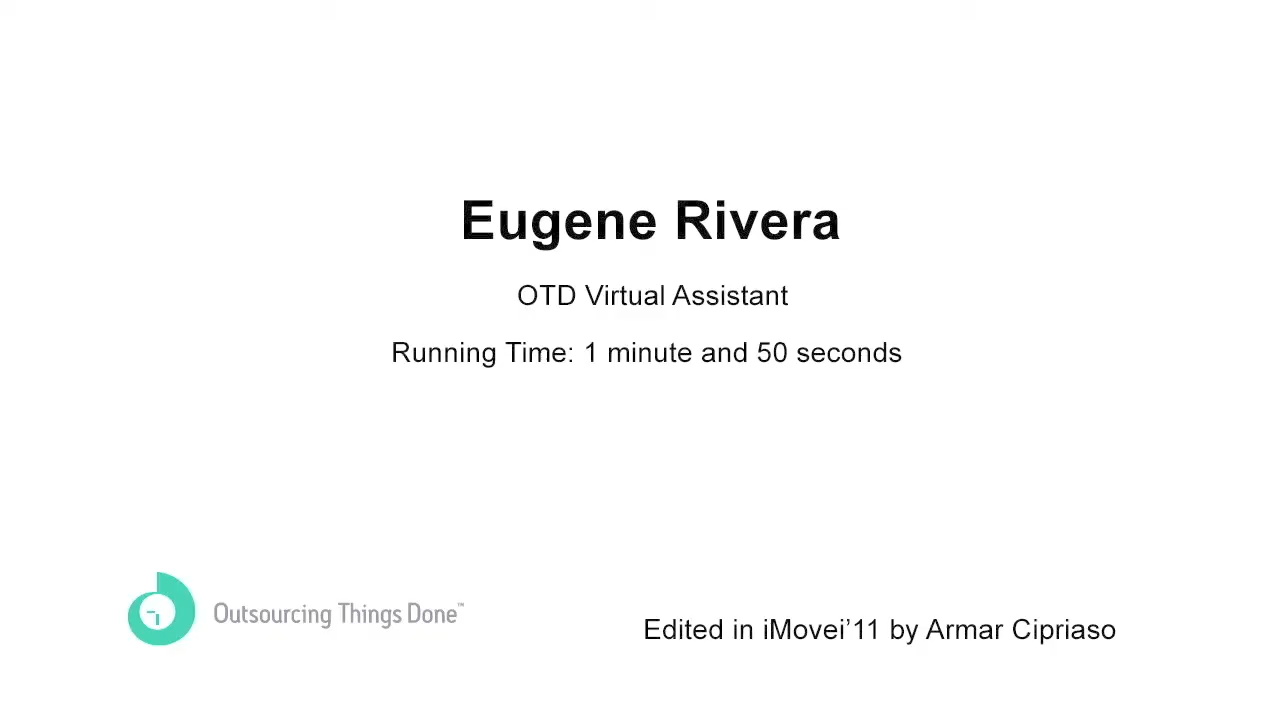 Eugene Rivera
OTD Virtual Assistant
Running Time: 1 minute and 50 seconds
Outsourcing Things Done™
Edited in iMovei’11 by Armar Cipriaso